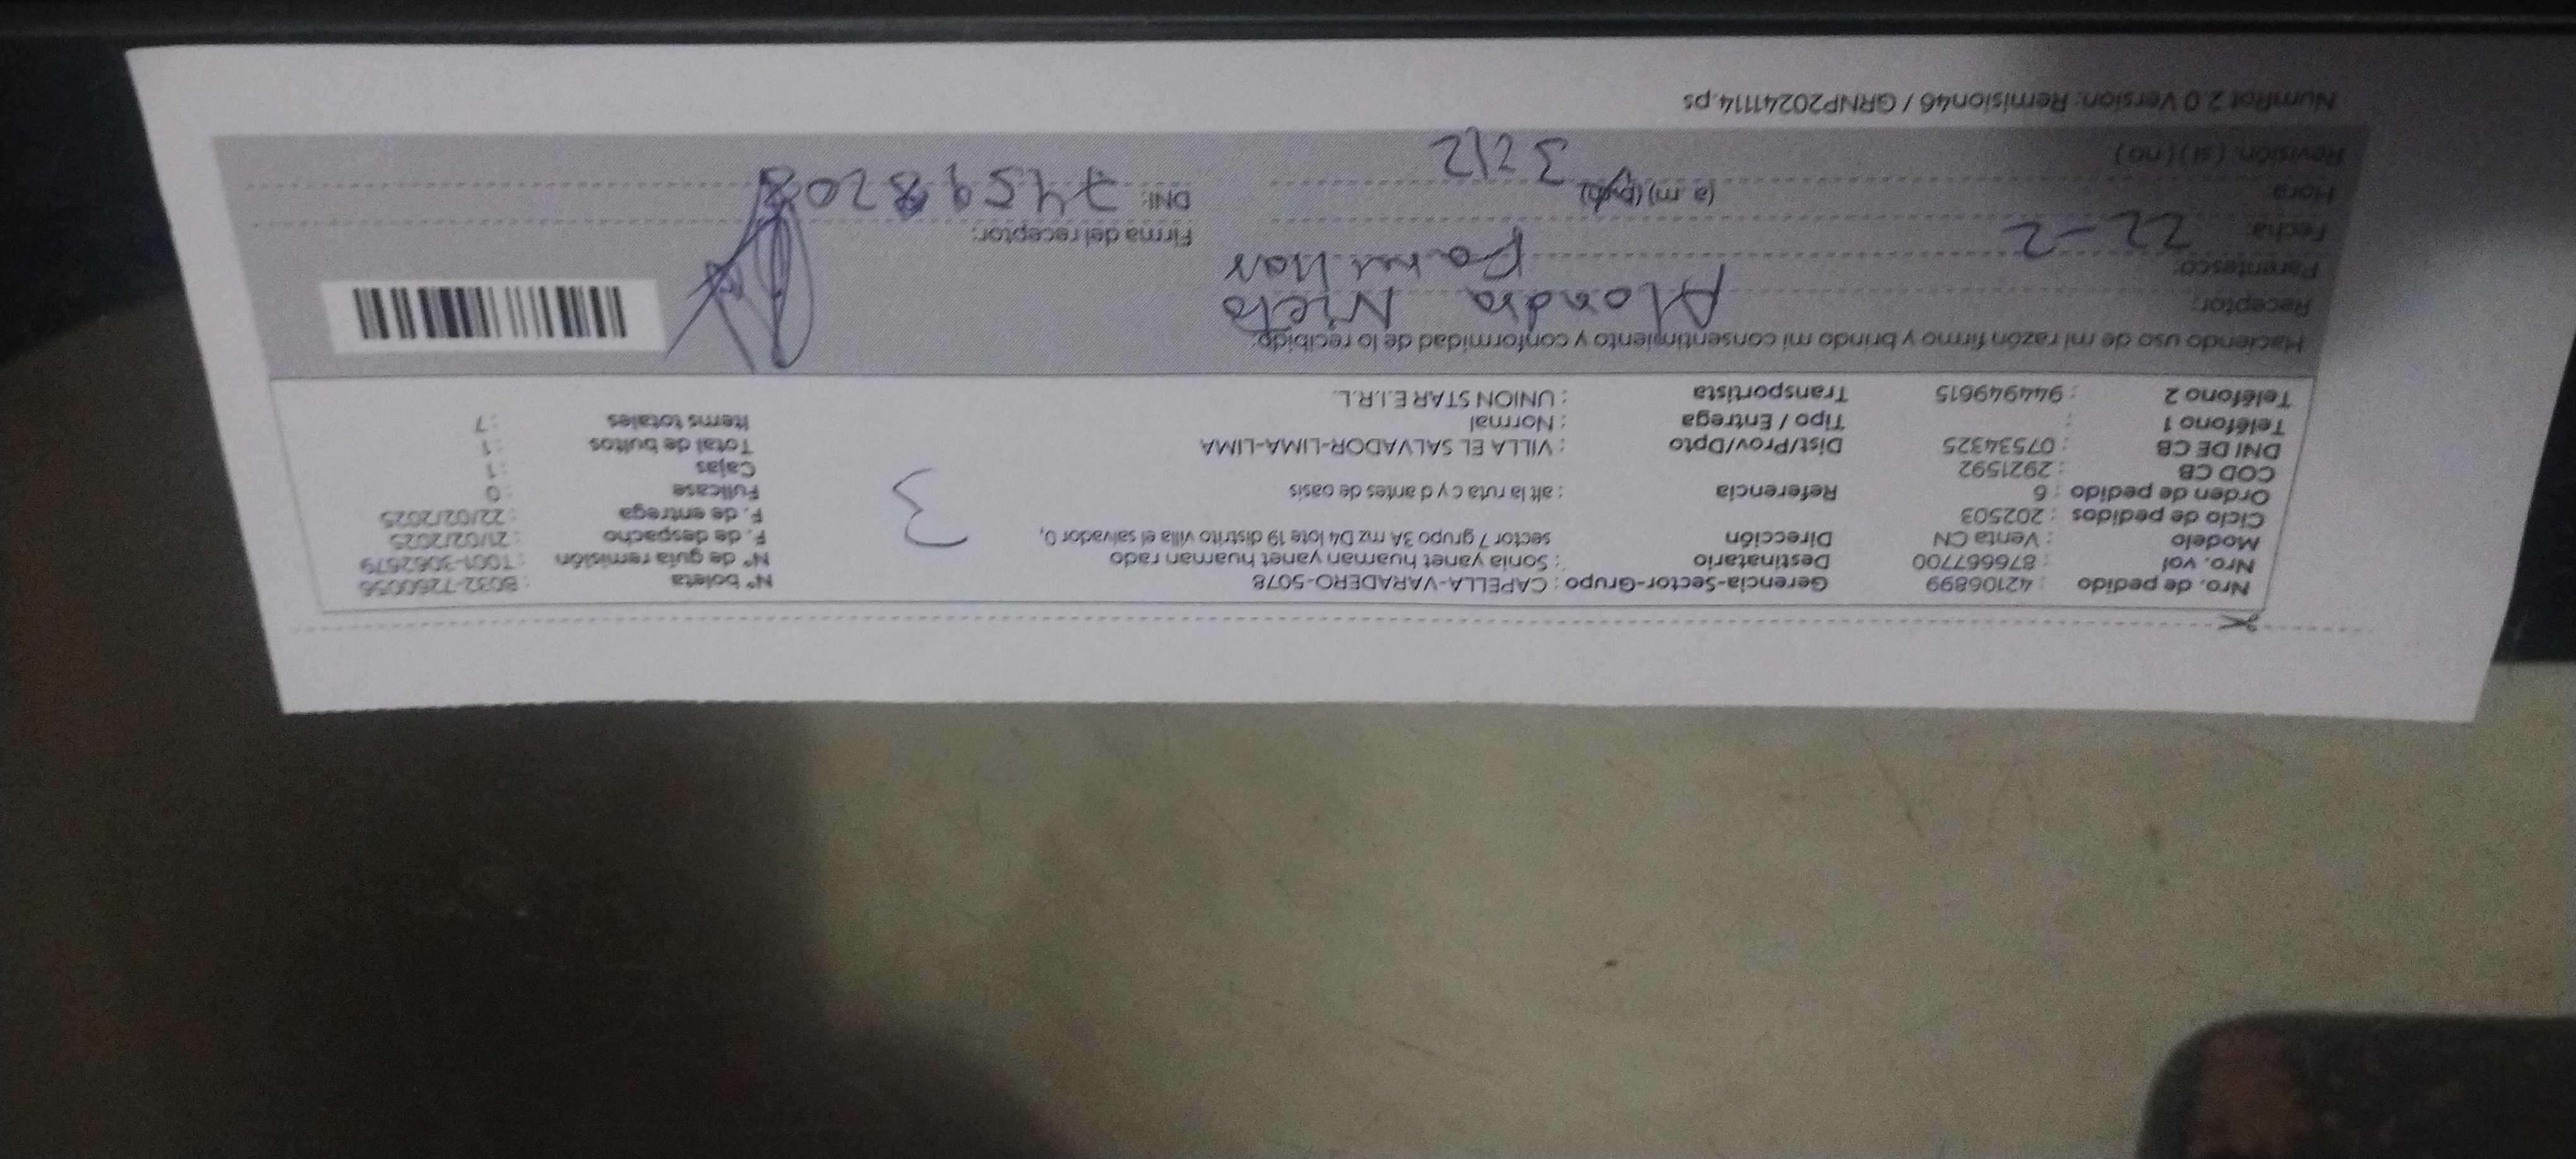 Nro. de pedido : 42106899 Gerencia-Sector-Grupo : CAPELLA-VARADERO-5078 N° boleta : B032-7260056
Nro. vol : 876667700 Destinatario : Sonia yanet huaman yanet huaman rado N° de guía remisión : T001-3062679
Modelo : Venta CN Dirección sector 7 grupo 3A mz D4 lote 19 distrito villa el salvador 0, F. de despacho : 21/02/2025
Ciclo de pedidos : 202503 F. de entrega : 22/02/2025
Orden de pedido : 6 Referencia : alt la ruta c y d antes de oasis Fullcase : 0
COD CB : 2921592 Cajas : 1
DNI DE CB : 07534325 Dist/Prov/Dpto : VILLA EL SALVADOR-LIMA-LIMA Total de bultos : 1
Teléfono 1 : Tipo / Entrega : Normal Items totales : 7
Teléfono 2 : 944949615 Transportista : UNION STAR E.I.R.L.
3
Haciendo uso de mi razón firmo y brindo mi consentimiento y conformidad de lo recibido:
Receptor: Alondra Nieto
Parentesco: Familiar
Fecha: 22-2 Firma del receptor:
Hora (a.m) (p.m) 3212 DNI: 74598208
Revisión: (si) (no)
NumRot 2.0 Version: Remision46 / GRNP20241114.ps